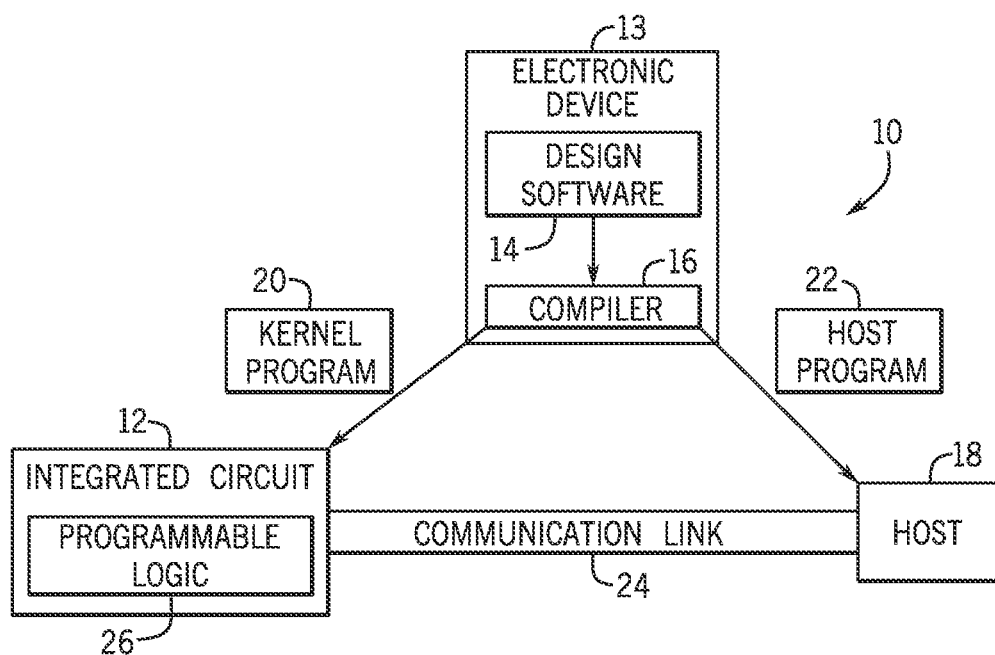 13
ELECTRONIC
DEVICE
10
DESIGN
SOFTWARE
14
16
COMPILER
20
KERNEL
PROGRAM
22
HOST
PROGRAM
12
INTEGRATED CIRCUIT
PROGRAMMABLE
LOGIC
26
COMMUNICATION LINK
24
18
HOST